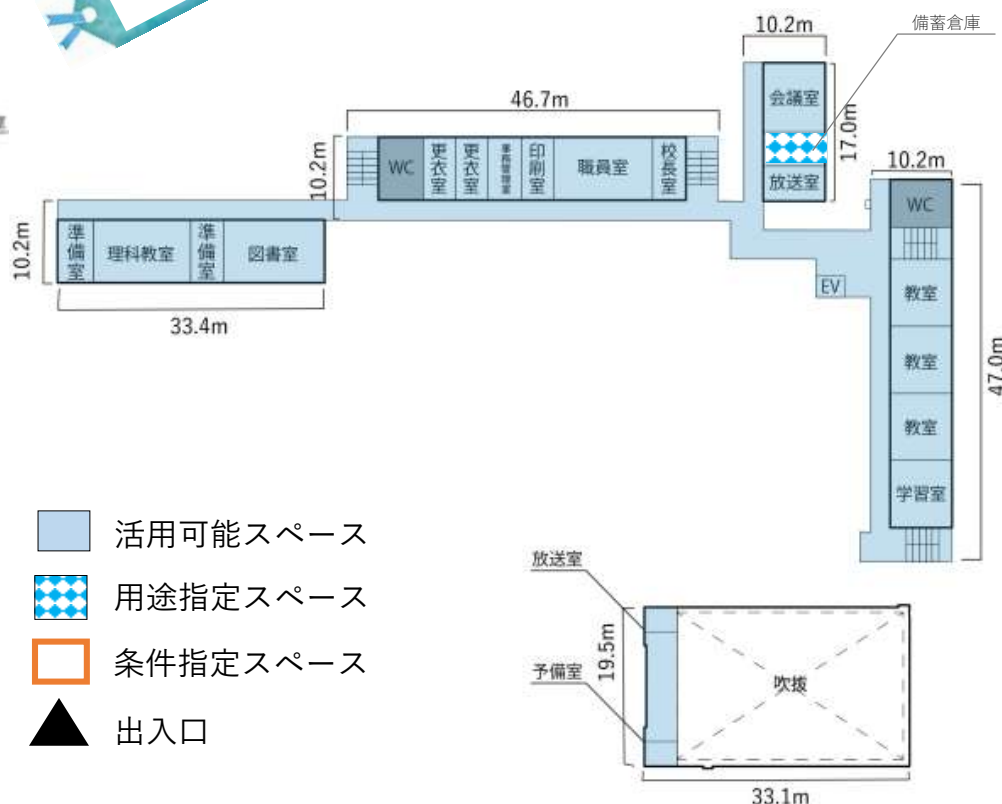 備蓄倉庫
10.2m
会議室
放送室
17.0m
46.7m
10.2m
WC
更衣室
更衣室
印刷室
職員室
校長室
10.2m
WC
教室
教室
教室
学習室
47.0m
EV
10.2m
準備室
理科教室
準備室
図書室
33.4m
活用可能スペース
用途指定スペース
条件指定スペース
出入口
放送室
予備室
19.5m
吹抜
33.1m